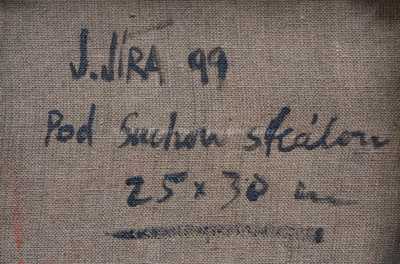 J. JÍRA 99
Pod Suchou skálou
25 × 30 cm